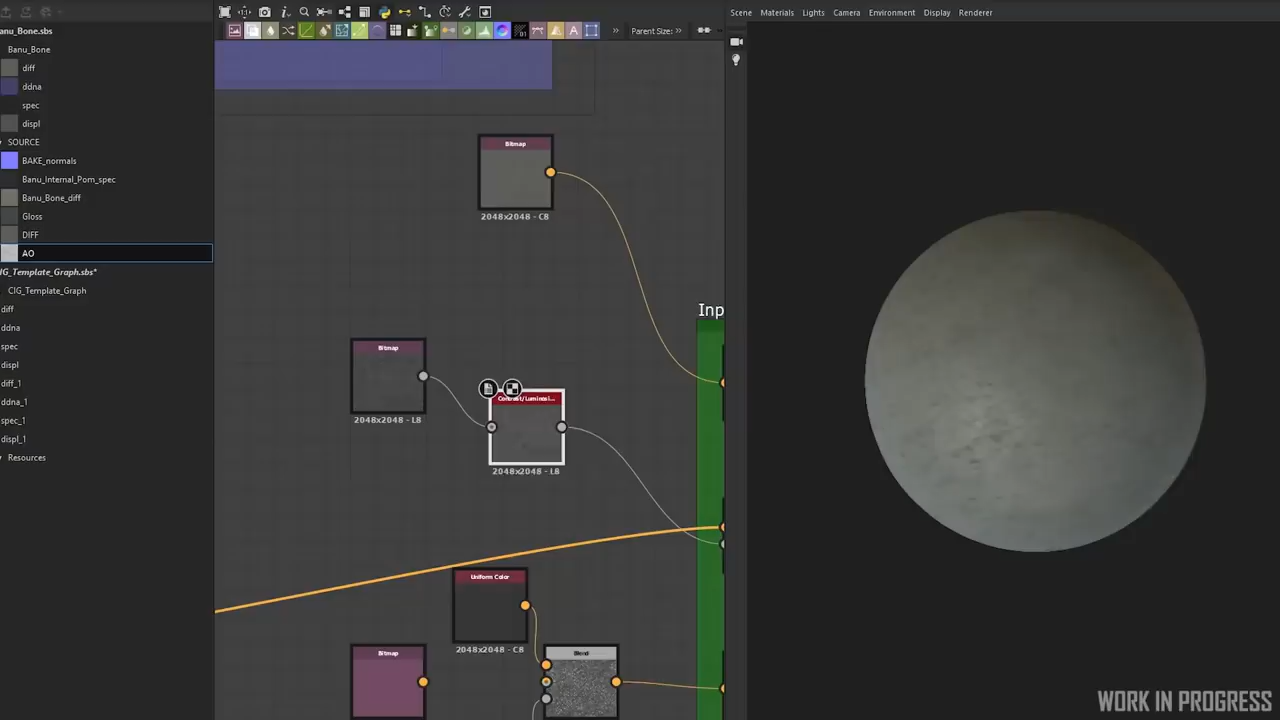 anu_Bone.sbs
Banu_Bone
diff
ddna
spec
displ
SOURCE
BAKE_normals
Banu_Internal_Pom_spec
Banu_Bone_diff
Gloss
DIFF
AO
IG_Template_Graph.sbs*
CIG_Template_Graph
diff
ddna
spec
displ
diff_1
ddna_1
spec_1
displ_1
Resources
Parent Size:
Bitmap
2048x2048 - C8
Bitmap
2048x2048 - L8
Contrast/Luminosi...
2048x2048 - L8
Uniform Color
2048x2048 - C8
Bitmap
Blend
Inp
Scene Materials Lights Camera Environment Display Renderer
WORK IN PROGRESS